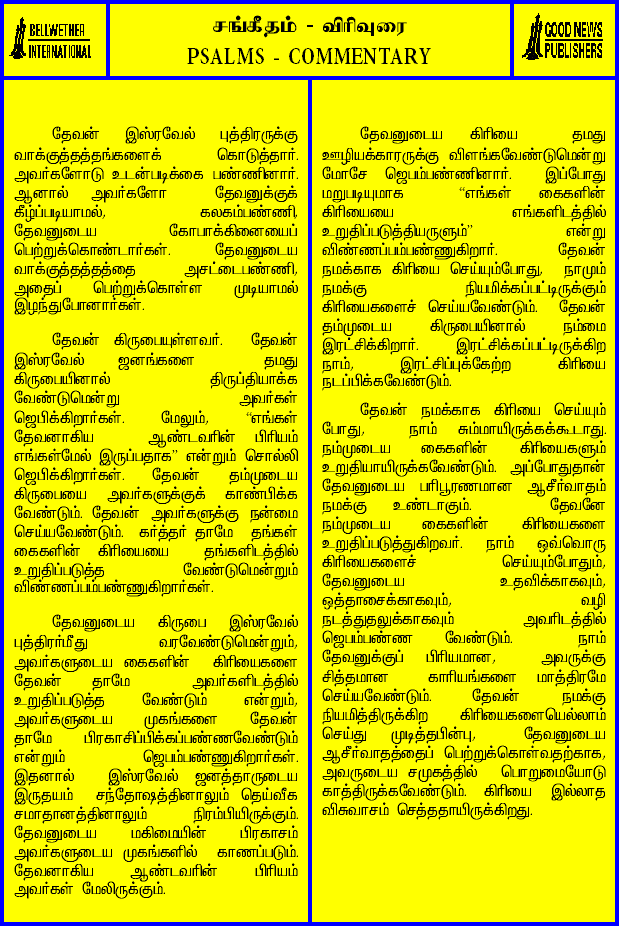 BELLWETHER
INTERNATIONAL
சங்கீதம் - விரிவுரை
PSALMS - COMMENTARY
GOOD NEWS
PUBLISHERS
தேவன் இஸ்ரவேல் புத்திரருக்கு
வாக்குத்தத்தங்களைக் கொடுத்தார்.
அவர்களோடு உடன்படிக்கை பண்ணினார்.
ஆனால் அவர்களோ தேவனுக்குக்
கீழ்ப்படியாமல், கலகம்பண்ணி,
தேவனுடைய கோபாக்கினையைப்
பெற்றுக்கொண்டார்கள். தேவனுடைய
வாக்குத்தத்தத்தை அசட்டைபண்ணி,
அதைப் பெற்றுக்கொள்ள முடியாமல்
இழந்துபோனார்கள்.
தேவன் கிருபையுள்ளவர். தேவன்
இஸ்ரவேல் ஜனங்களை தமது
கிருபையினால் திருப்தியாக்க
வேண்டுமென்று அவர்கள்
ஜெபிக்கிறார்கள். மேலும், “எங்கள்
தேவனாகிய ஆண்டவரின் பிரியம்
எங்கள்மேல் இருப்பதாக” என்றும் சொல்லி
ஜெபிக்கிறார்கள். தேவன் தம்முடைய
கிருபையை அவர்களுக்குக் காண்பிக்க
வேண்டும். தேவன் அவர்களுக்கு நன்மை
செய்யவேண்டும். கர்த்தர் தாமே தங்கள்
கைகளின் கிரியையை தங்களிடத்தில்
உறுதிப்படுத்த வேண்டுமென்றும்
விண்ணப்பம்பண்ணுகிறார்கள்.
தேவனுடைய கிருபை இஸ்ரவேல்
புத்திரர்மீது வரவேண்டுமென்றும்,
அவர்களுடைய கைகளின் கிரியைகளை
தேவன் தாமே அவர்களிடத்தில்
உறுதிப்படுத்த வேண்டும் என்றும்,
அவர்களுடைய முகங்களை தேவன்
தாமே பிரகாசிப்பிக்கப்பண்ணவேண்டும்
என்றும் ஜெபம்பண்ணுகிறார்கள்.
இதனால் இஸ்ரவேல் ஜனத்தாருடைய
இருதயம் சந்தோஷத்தினாலும் தெய்வீக
சமாதானத்தினாலும் நிரம்பியிருக்கும்.
தேவனுடைய மகிமையின் பிரகாசம்
அவர்களுடைய முகங்களில் காணப்படும்.
தேவனாகிய ஆண்டவரின் பிரியம்
அவர்கள் மேலிருக்கும்.
தேவனுடைய கிரியை தமது
ஊழியக்காரருக்கு விளங்கவேண்டுமென்று
மோசே ஜெபம்பண்ணினார். இப்போது
மறுபடியுமாக “எங்கள் கைகளின்
கிரியையை எங்களிடத்தில்
உறுதிப்படுத்தியருளும்” என்று
விண்ணப்பம்பண்ணுகிறார். தேவன்
நமக்காக கிரியை செய்யும்போது, நாமும்
நமக்கு நியமிக்கப்பட்டிருக்கும்
கிரியைகளைச் செய்யவேண்டும். தேவன்
தம்முடைய கிருபையினால் நம்மை
இரட்சிக்கிறார். இரட்சிக்கப்பட்டிருக்கிற
நாம், இரட்சிப்புக்கேற்ற கிரியை
நடப்பிக்கவேண்டும்.
தேவன் நமக்காக கிரியை செய்யும்
போது, நாம் சும்மாயிருக்கக்கூடாது.
நம்முடைய கைகளின் கிரியைகளும்
உறுதியாயிருக்கவேண்டும். அப்போதுதான்
தேவனுடைய பரிபூரணமான ஆசீர்வாதம்
நமக்கு உண்டாகும். தேவனே
நம்முடைய கைகளின் கிரியைகளை
உறுதிப்படுத்துகிறவர். நாம் ஒவ்வொரு
கிரியைகளைச் செய்யும்போதும்,
தேவனுடைய உதவிக்காகவும்,
ஒத்தாசைக்காகவும், வழி
நடத்துதலுக்காகவும் அவரிடத்தில்
ஜெபம்பண்ண வேண்டும். நாம்
தேவனுக்குப் பிரியமான, அவருக்கு
சித்தமான காரியங்களை மாத்திரமே
செய்யவேண்டும். தேவன் நமக்கு
நியமித்திருக்கிற கிரியைகளையெல்லாம்
செய்து முடித்தபின்பு, தேவனுடைய
ஆசீர்வாதத்தைப் பெற்றுக்கொள்வதற்காக,
அவருடைய சமுகத்தில் பொறுமையோடு
காத்திருக்கவேண்டும். கிரியை இல்லாத
விசுவாசம் செத்ததாயிருக்கிறது.